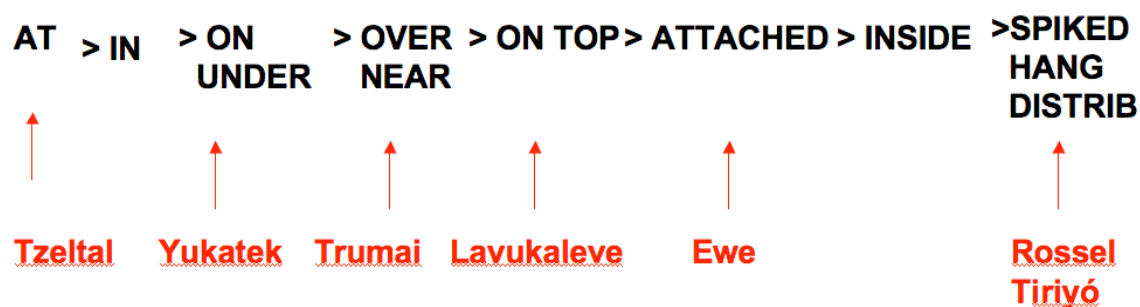 AT > IN > ON > OVER > ON TOP > ATTACHED > INSIDE >SPIKED
UNDER NEAR HANG
DISTRIB
Tzeltal Yukatek Trumai Lavukaleve Ewe Rossel
Tiriyó